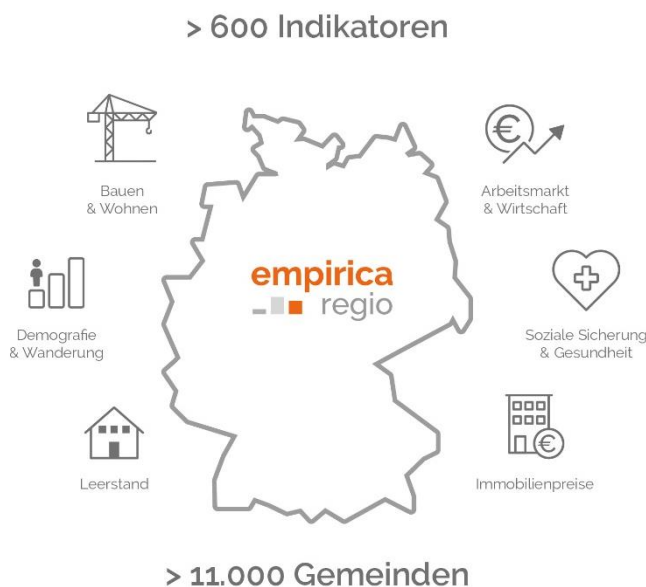 > 600 Indikatoren
Bauen
& Wohnen
Arbeitsmarkt
& Wirtschaft
empirica
regio
Demografie
& Wanderung
Soziale Sicherung
& Gesundheit
Leerstand
Immobilienpreise
> 11.000 Gemeinden